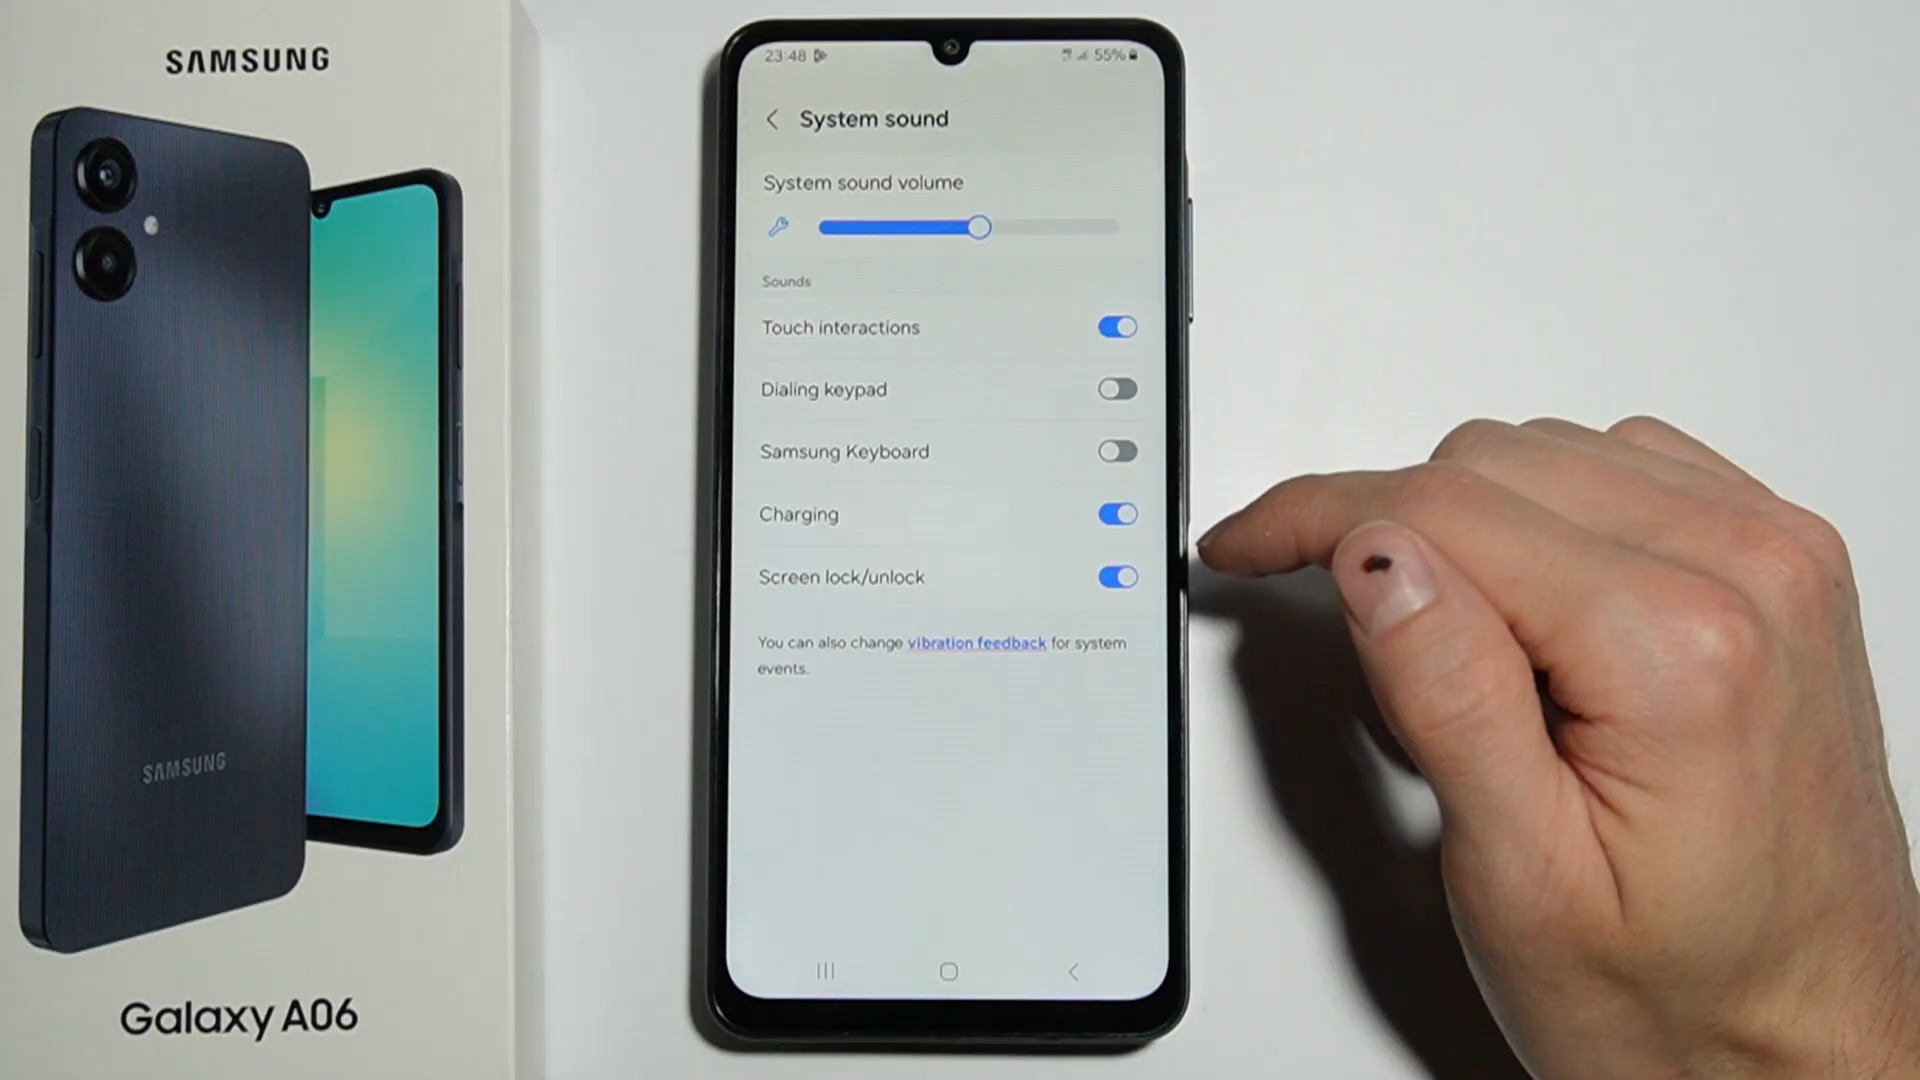 SAMSUNG
SAMSUNG
Galaxy A06
23:48
55%
System sound
System sound volume
Sounds
Touch interactions
Dialing keypad
Samsung Keyboard
Charging
Screen lock/unlock
You can also change vibration feedback for system
events.